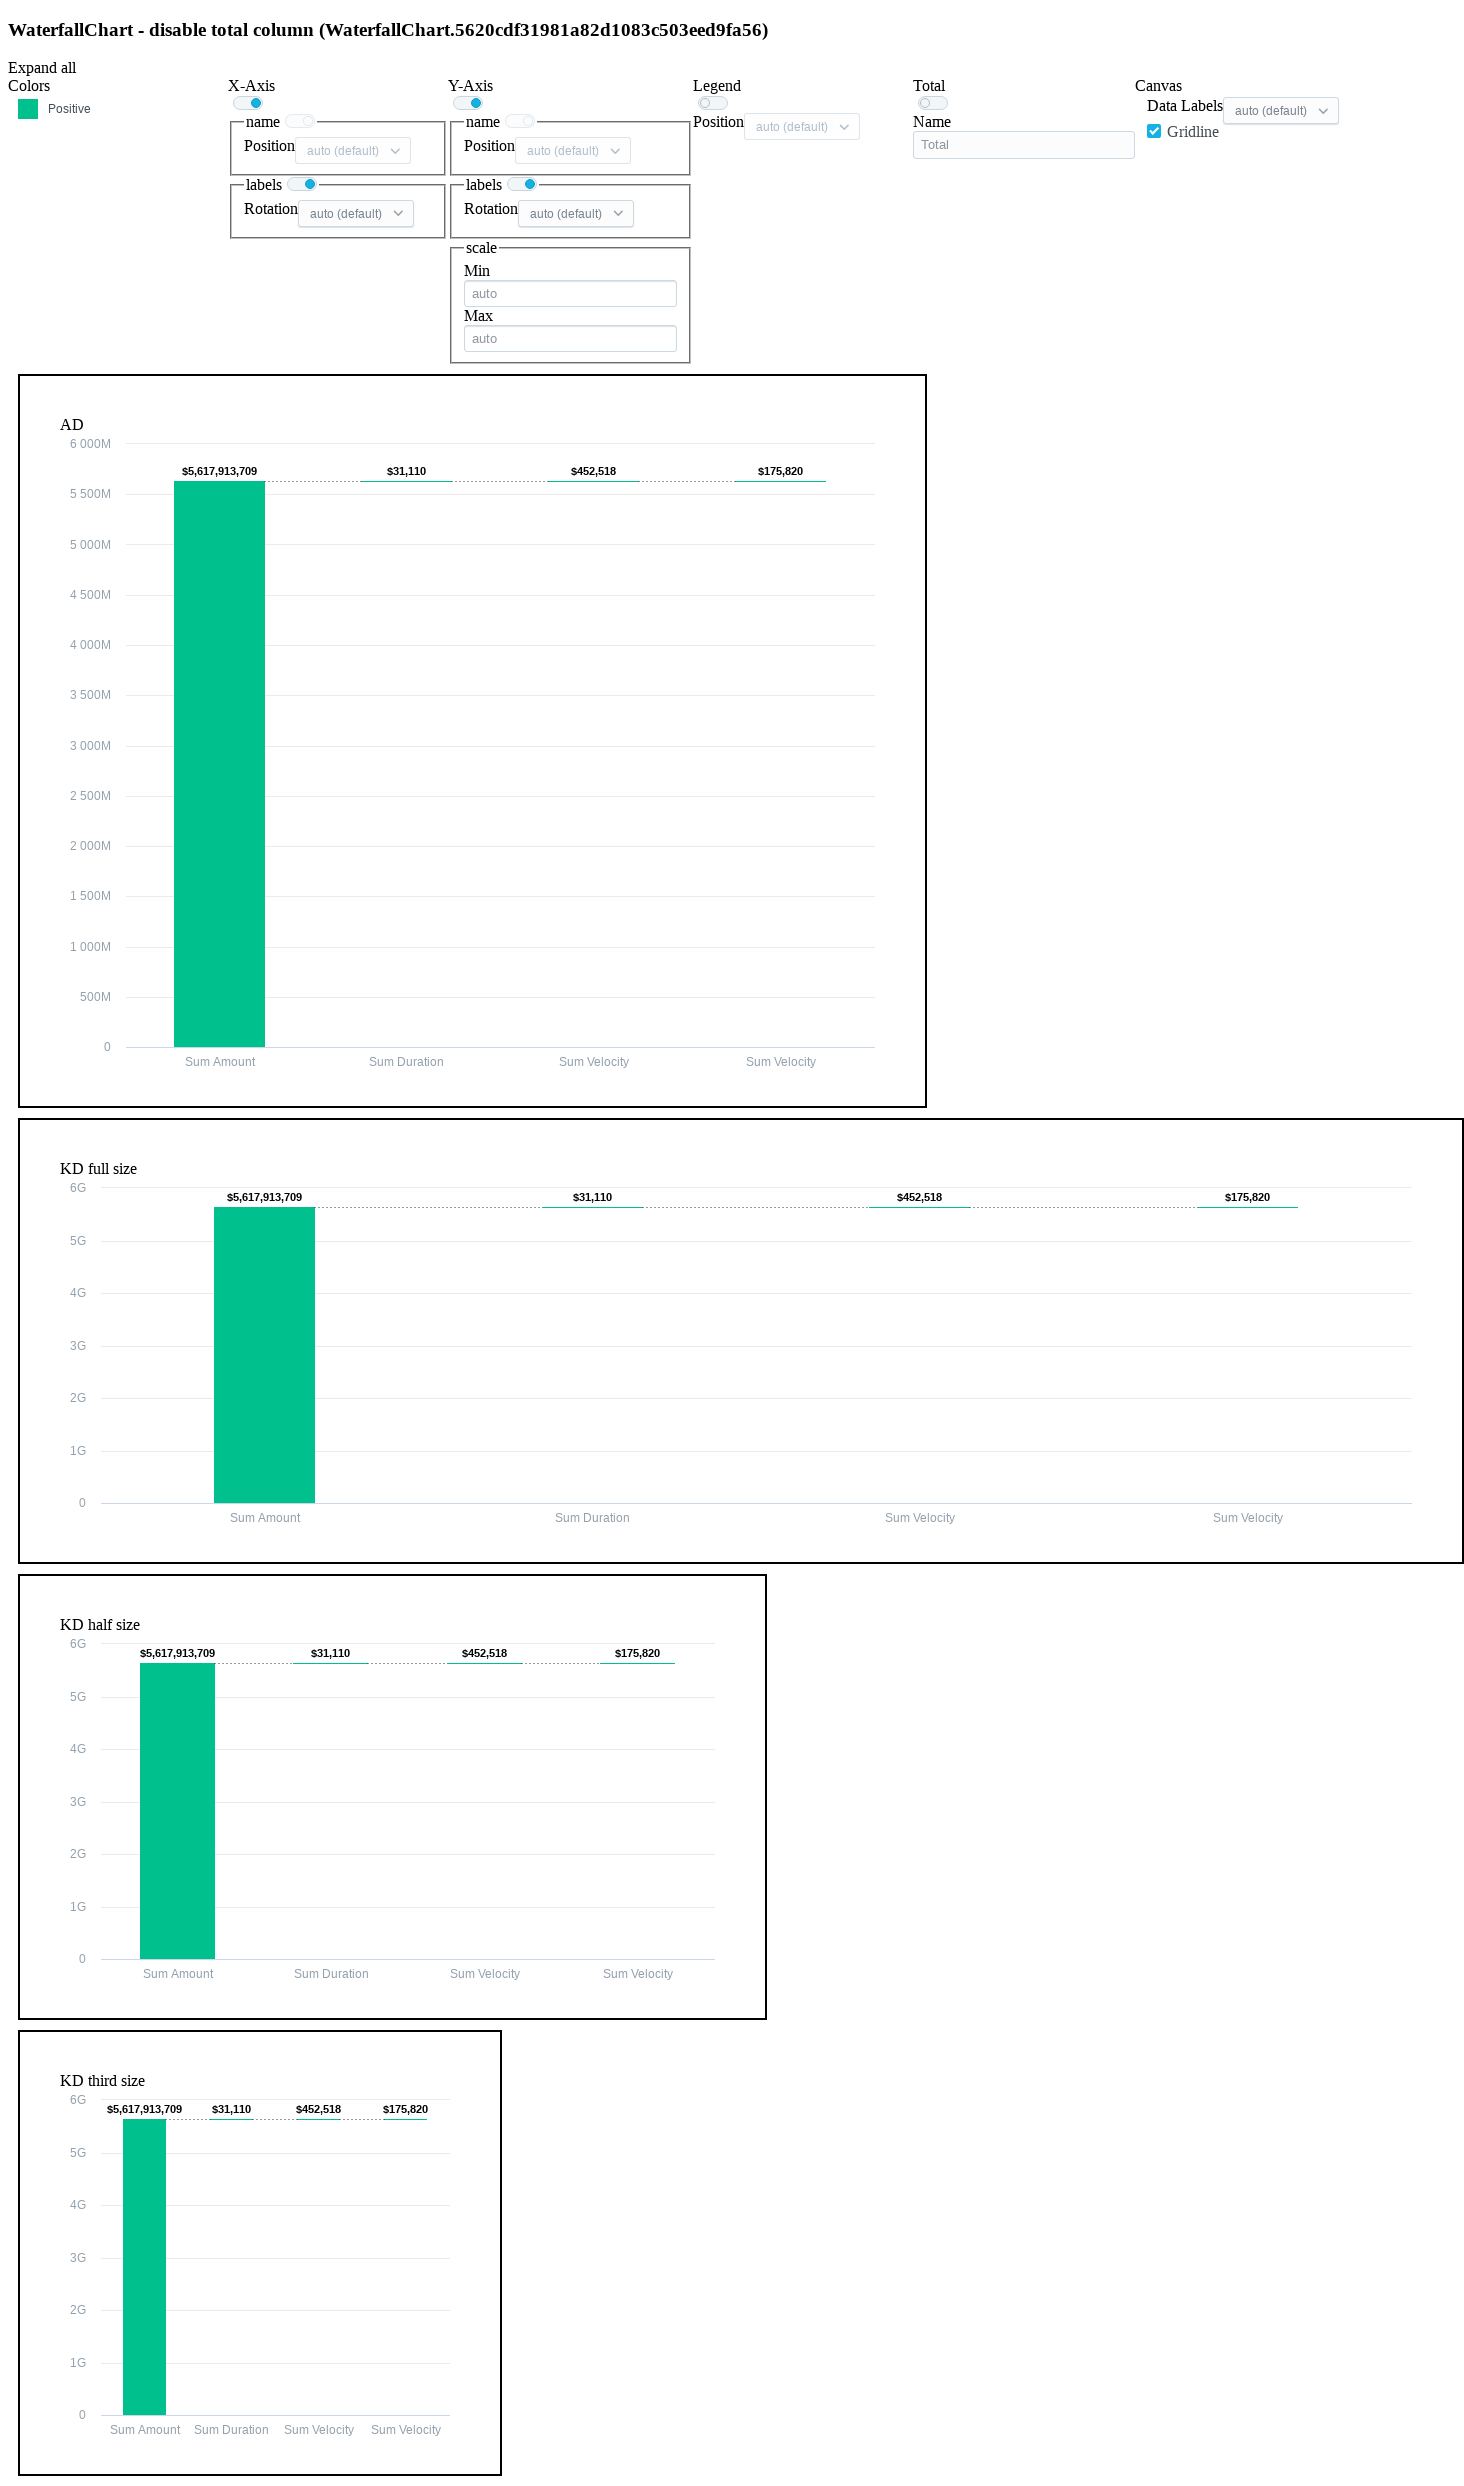 WaterfallChart - disable total column (WaterfallChart.5620cdf31981a82d1083c503eed9fa56)
Expand all
Colors
Positive
X-Axis
name
Position auto (default)
labels
Rotation auto (default)
Y-Axis
name
Position auto (default)
labels
Rotation auto (default)
scale
Min
auto
Max
auto
Legend
Position auto (default)
Total
Name
Total
Canvas
Data Labels auto (default)
Gridline
AD
6 000M
$5,617,913,709 $31,110 $452,518 $175,820
5 500M
5 000M
4 500M
4 000M
3 500M
3 000M
2 500M
2 000M
1 500M
1 000M
500M
0
Sum Amount Sum Duration Sum Velocity Sum Velocity
KD full size
6G
$5,617,913,709 $31,110 $452,518 $175,820
5G
4G
3G
2G
1G
0
Sum Amount Sum Duration Sum Velocity Sum Velocity
KD half size
6G
$5,617,913,709 $31,110 $452,518 $175,820
5G
4G
3G
2G
1G
0
Sum Amount Sum Duration Sum Velocity Sum Velocity
KD third size
6G
$5,617,913,709 $31,110 $452,518 $175,820
5G
4G
3G
2G
1G
0
Sum Amount Sum Duration Sum Velocity Sum Velocity